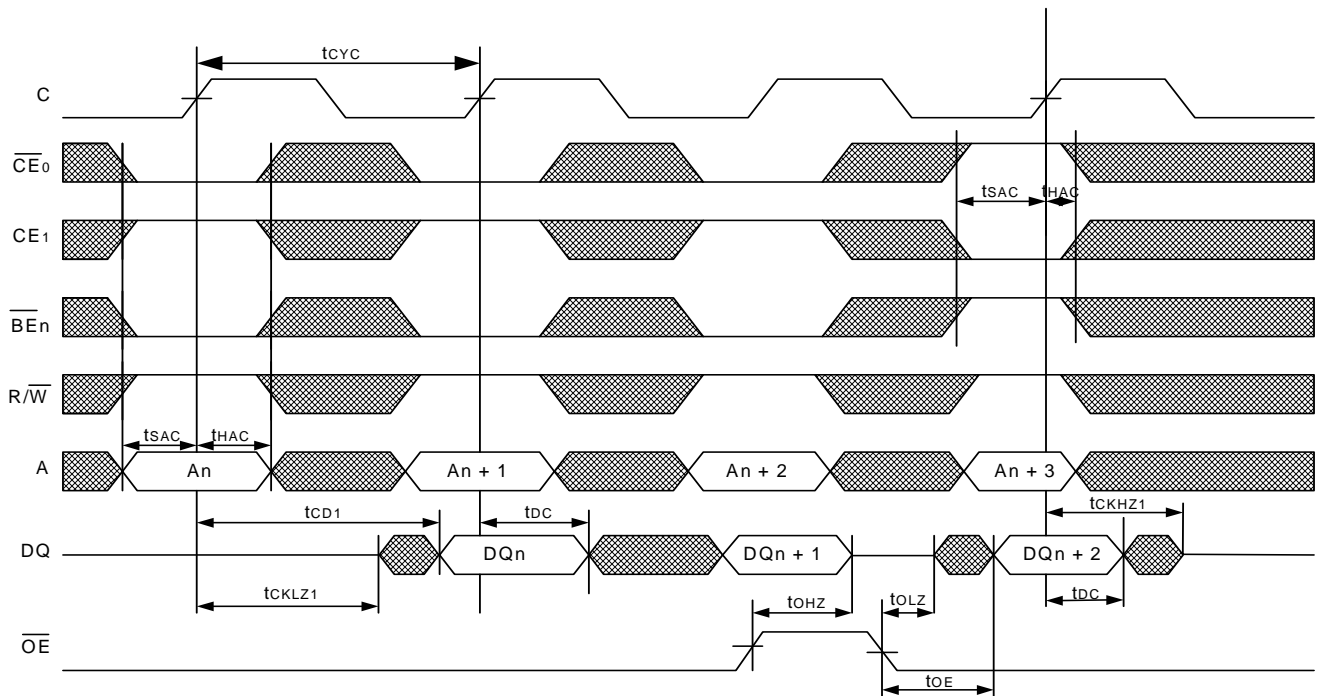 tCYC
C
CE0
tSAC tHAC
CE1
BEn
R/W
tSAC tHAC
A An An + 1 An + 2 An + 3
tCD1 tDC tCKHZ1
DQ DQn DQn + 1 DQn + 2
tCKLZ1 tOHZ tOLZ tDC
OE
tOE